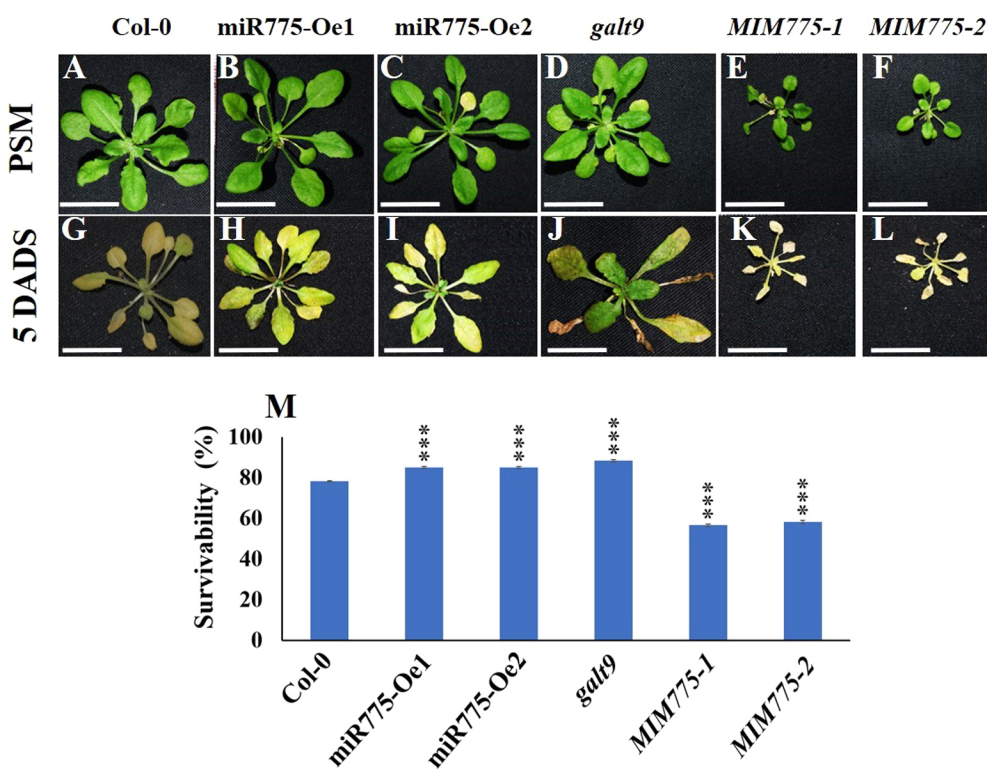 Col-0 miR775-Oe1 miR775-Oe2 galt9 MIM775-1 MIM775-2
PSM
A B C D E F
5 DADS
G H I J K L
M
Survivability (%)
100
80
60
40
20
0
*** *** *** *** ***
Col-0 miR775-Oe1 miR775-Oe2 galt9 MIM775-1 MIM775-2